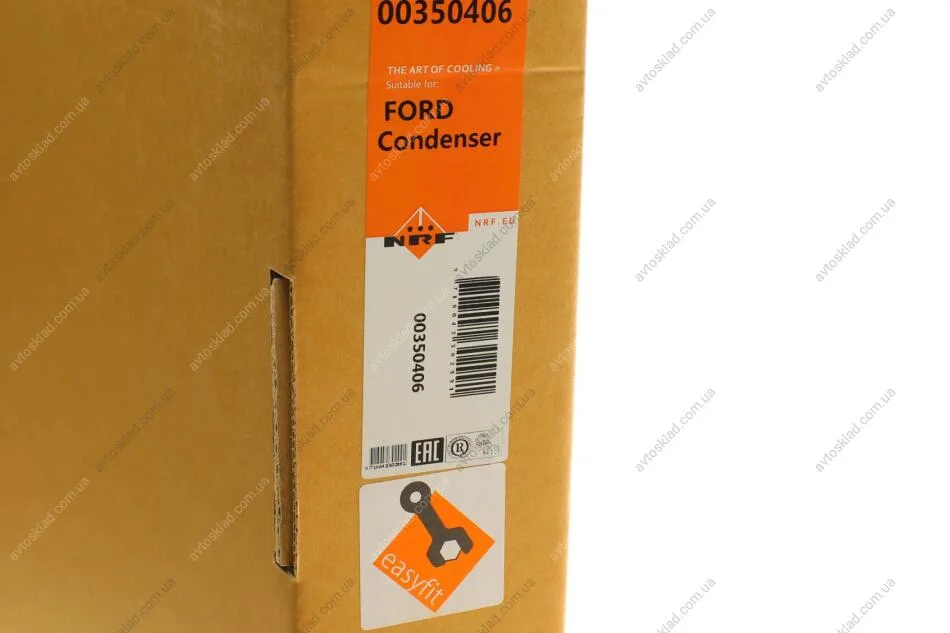 00350406
THE ART OF COOLING >
Suitable for:
FORD
Condenser
NRF.EU
NRF
00350406
EAC
R
easyfit
avtosklad.com.ua